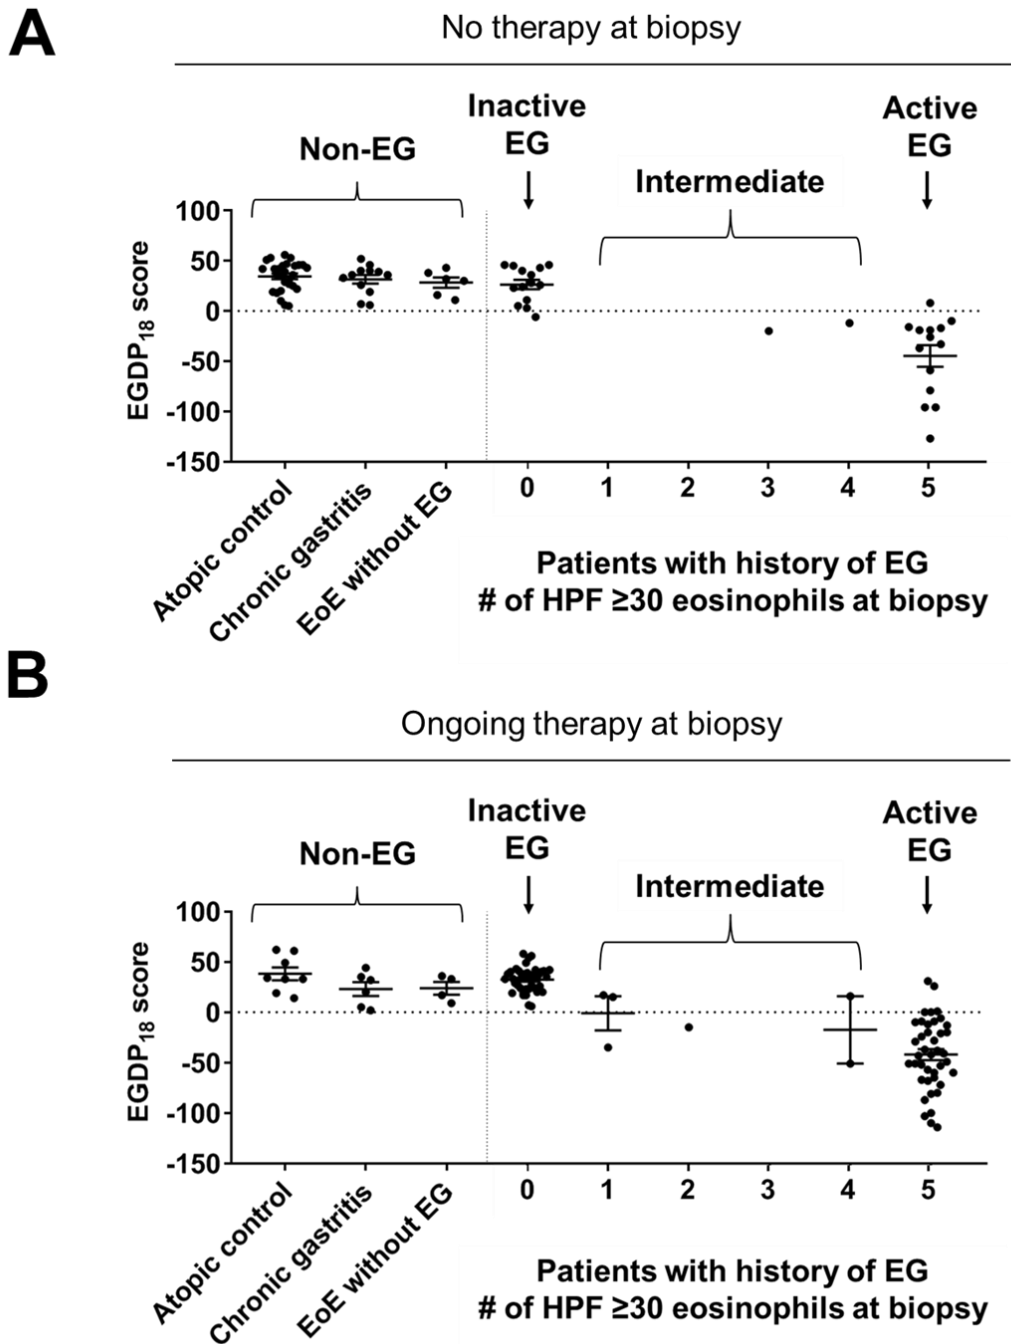 A
No therapy at biopsy
Non-EG
Inactive
EG
Intermediate
Active
EG
EGDP18 score
100
50
0
-50
-100
-150
Atopic control
Chronic gastritis
EoE without EG
0 1 2 3 4 5
Patients with history of EG
# of HPF ≥30 eosinophils at biopsy
B
Ongoing therapy at biopsy
Non-EG
Inactive
EG
Intermediate
Active
EG
EGDP18 score
100
50
0
-50
-100
-150
Atopic control
Chronic gastritis
EoE without EG
0 1 2 3 4 5
Patients with history of EG
# of HPF ≥30 eosinophils at biopsy